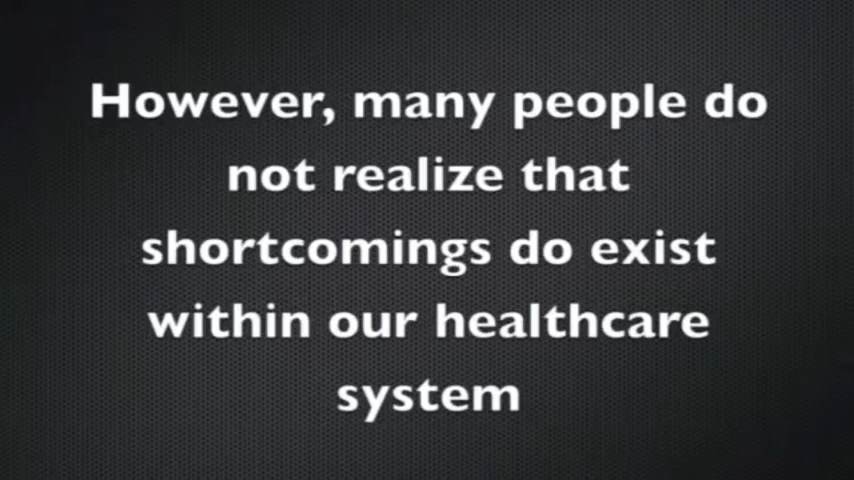 However, many people do
not realize that
shortcomings do exist
within our healthcare
system